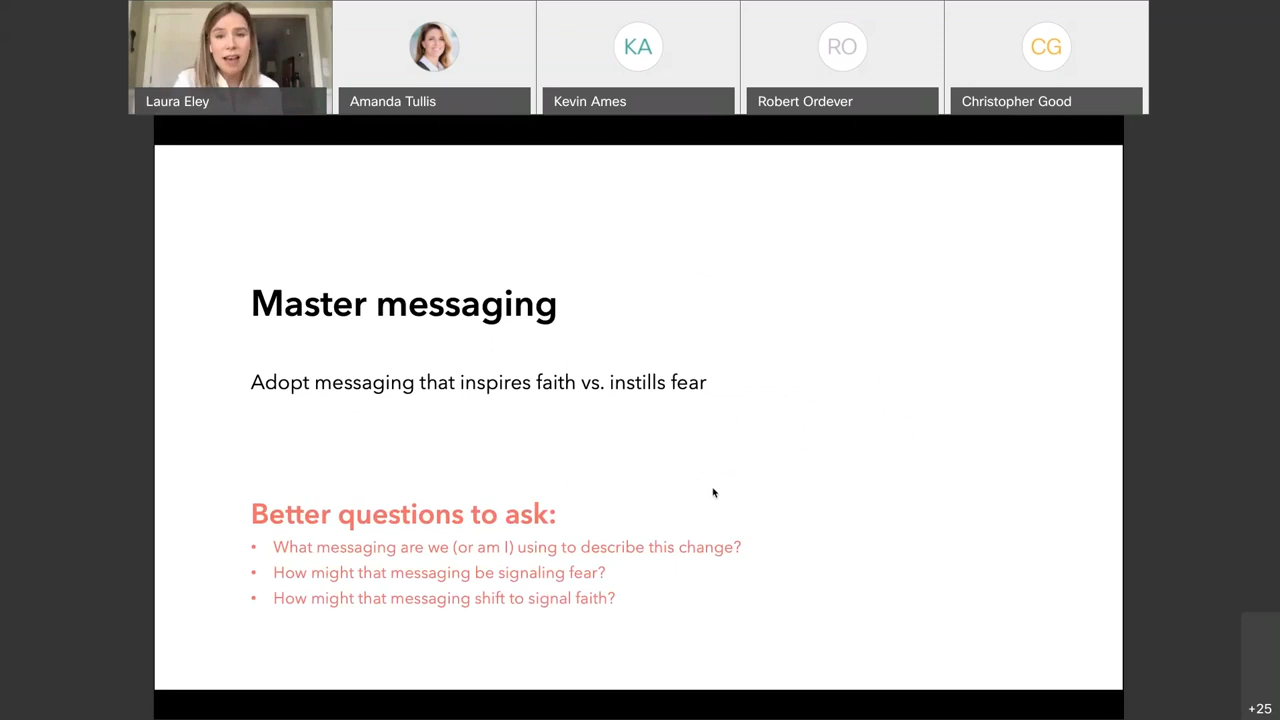 KA
RO
CG
Laura Eley
Amanda Tullis
Kevin Ames
Robert Ordever
Christopher Good
Master messaging
Adopt messaging that inspires faith vs. instills fear
Better questions to ask:
• What messaging are we (or am I) using to describe this change?
• How might that messaging be signaling fear?
• How might that messaging shift to signal faith?
+25